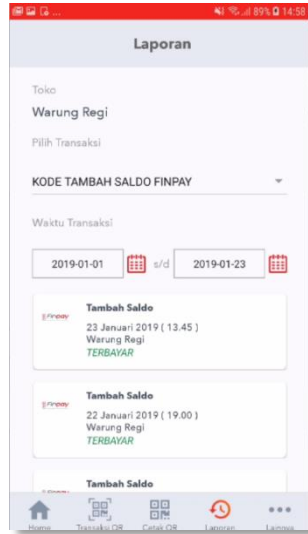 89% 14:58
Laporan
Toko
Warung Regi
Pilih Transaksi
KODE TAMBAH SALDO FINPAY
Waktu Transaksi
2019-01-01 s/d 2019-01-23
finpay
Tambah Saldo
23 Januari 2019 ( 13.45 )
Warung Regi
TERBAYAR
finpay
Tambah Saldo
22 Januari 2019 ( 19.00 )
Warung Regi
TERBAYAR
Tambah Saldo
Home Transaksi QR Cetak QR Laporan Lainnya